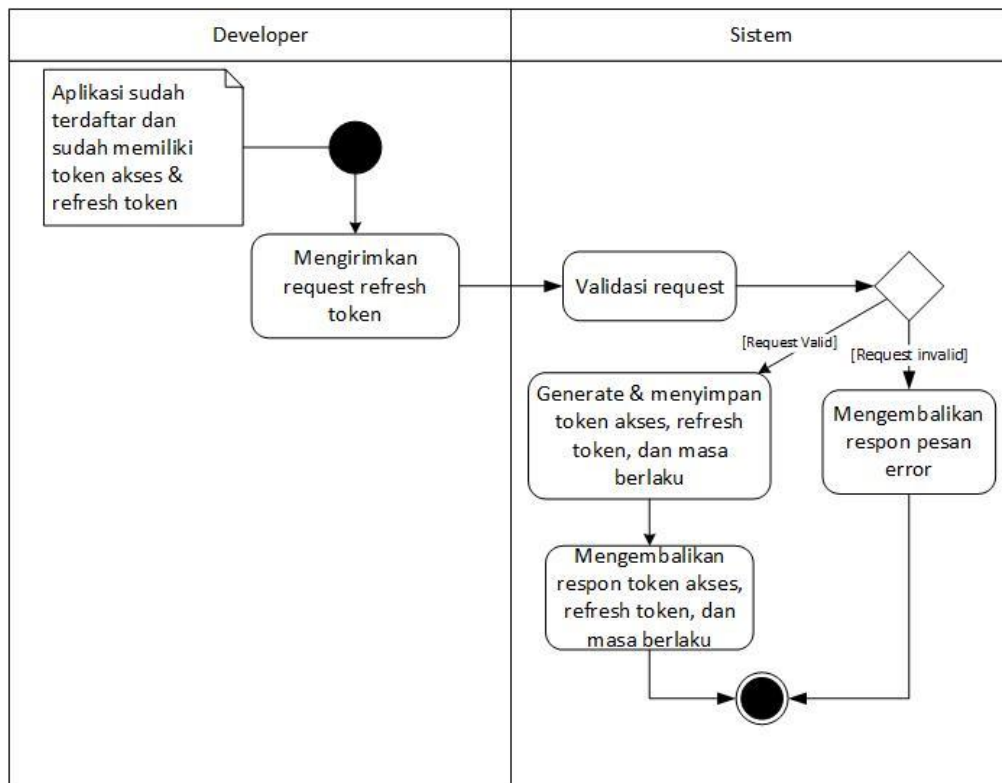 Developer
Sistem
Aplikasi sudah
terdaftar dan
sudah memiliki
token akses &
refresh token
Mengirimkan
request refresh
token
Validasi request
[Request Valid]
[Request invalid]
Generate & menyimpan
token akses, refresh
token, dan masa
berlaku
Mengembalikan
respon pesan
error
Mengembalikan
respon token akses,
refresh token, dan
masa berlaku